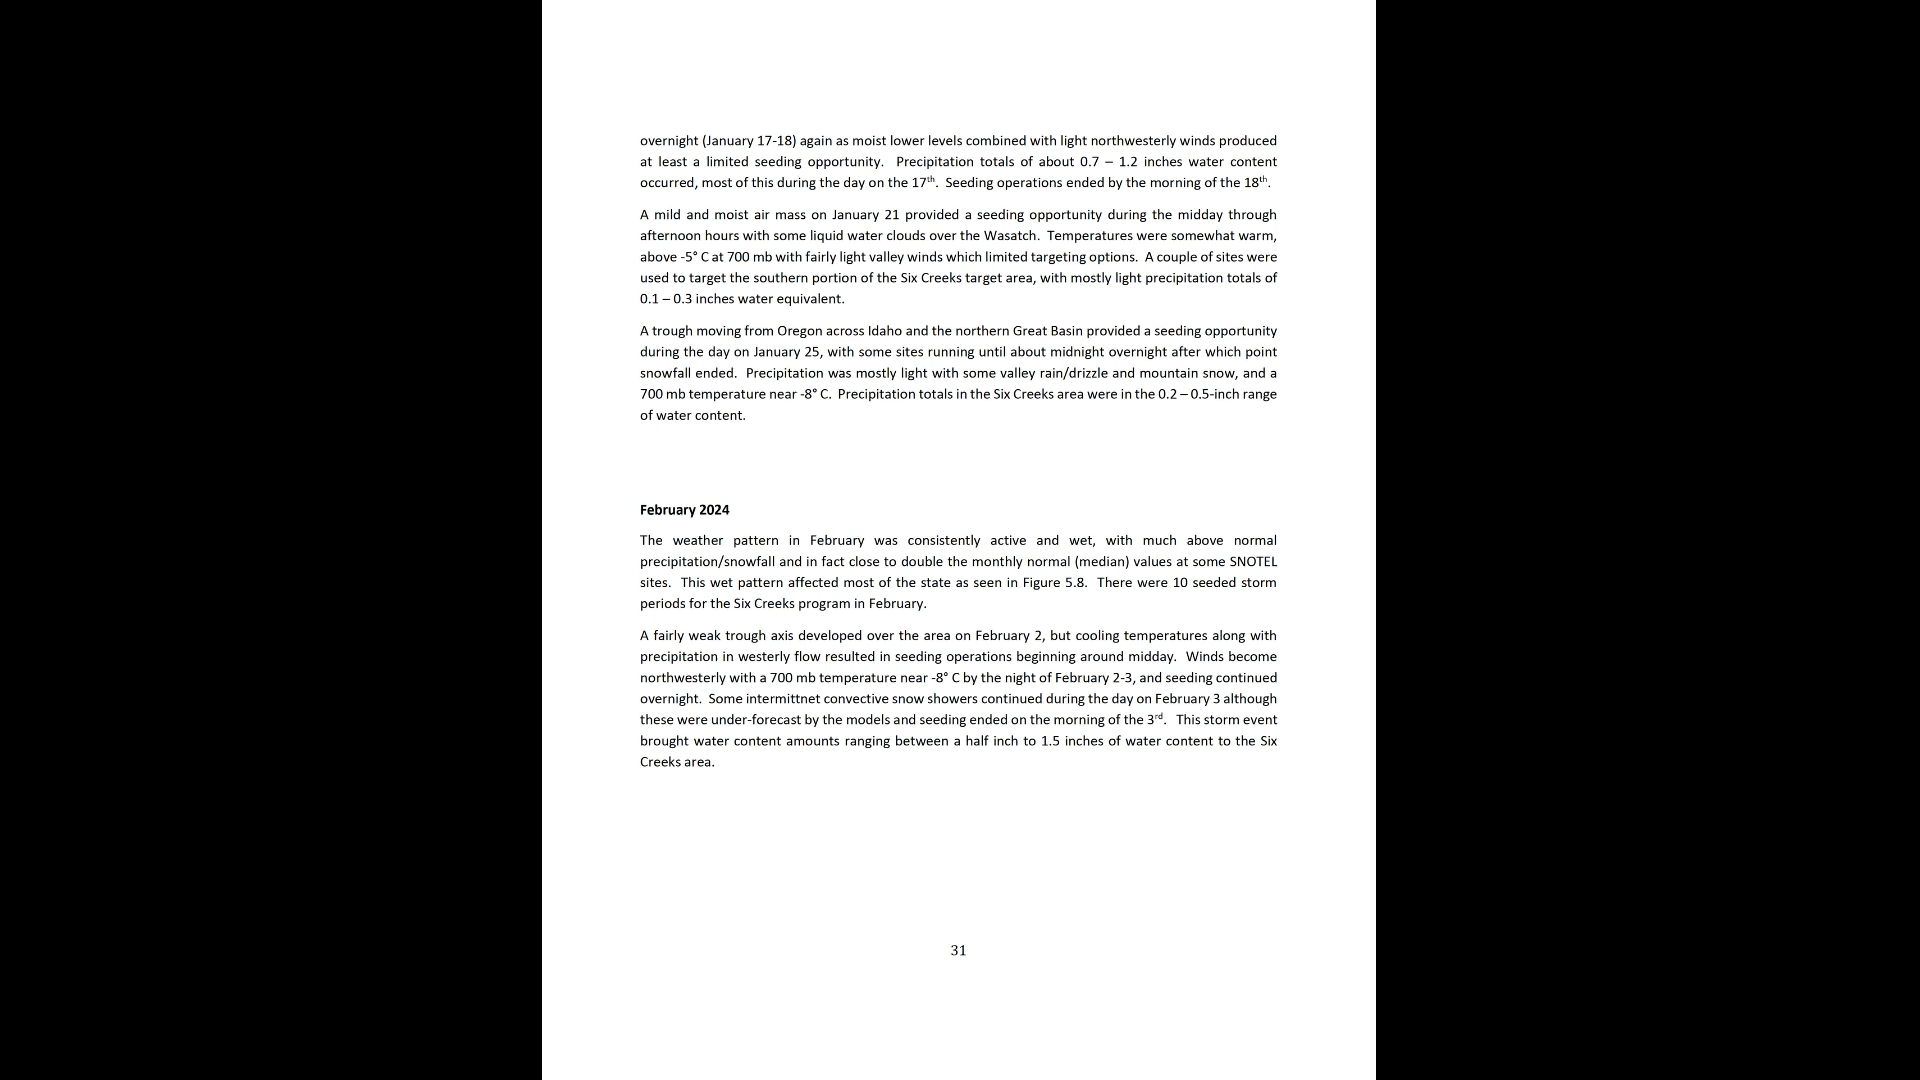 overnight (January 17-18) again as moist lower levels combined with light northwesterly winds produced
at least a limited seeding opportunity.  Precipitation totals of about 0.7 – 1.2 inches water content
occurred, most of this during the day on the 17th.  Seeding operations ended by the morning of the 18th.
A mild and moist air mass on January 21 provided a seeding opportunity during the midday through
afternoon hours with some liquid water clouds over the Wasatch.  Temperatures were somewhat warm,
above -5° C at 700 mb with fairly light valley winds which limited targeting options.  A couple of sites were
used to target the southern portion of the Six Creeks target area, with mostly light precipitation totals of
0.1 – 0.3 inches water equivalent.
A trough moving from Oregon across Idaho and the northern Great Basin provided a seeding opportunity
during the day on January 25, with some sites running until about midnight overnight after which point
snowfall ended.  Precipitation was mostly light with some valley rain/drizzle and mountain snow, and a
700 mb temperature near -8° C.  Precipitation totals in the Six Creeks area were in the 0.2 – 0.5-inch range
of water content.
February 2024
The weather pattern in February was consistently active and wet, with much above normal
precipitation/snowfall and in fact close to double the monthly normal (median) values at some SNOTEL
sites.  This wet pattern affected most of the state as seen in Figure 5.8.  There were 10 seeded storm
periods for the Six Creeks program in February.
A fairly weak trough axis developed over the area on February 2, but cooling temperatures along with
precipitation in westerly flow resulted in seeding operations beginning around midday.  Winds become
northwesterly with a 700 mb temperature near -8° C by the night of February 2-3, and seeding continued
overnight.  Some intermittnet convective snow showers continued during the day on February 3 although
these were under-forecast by the models and seeding ended on the morning of the 3rd.  This storm event
brought water content amounts ranging between a half inch to 1.5 inches of water content to the Six
Creeks area.
31